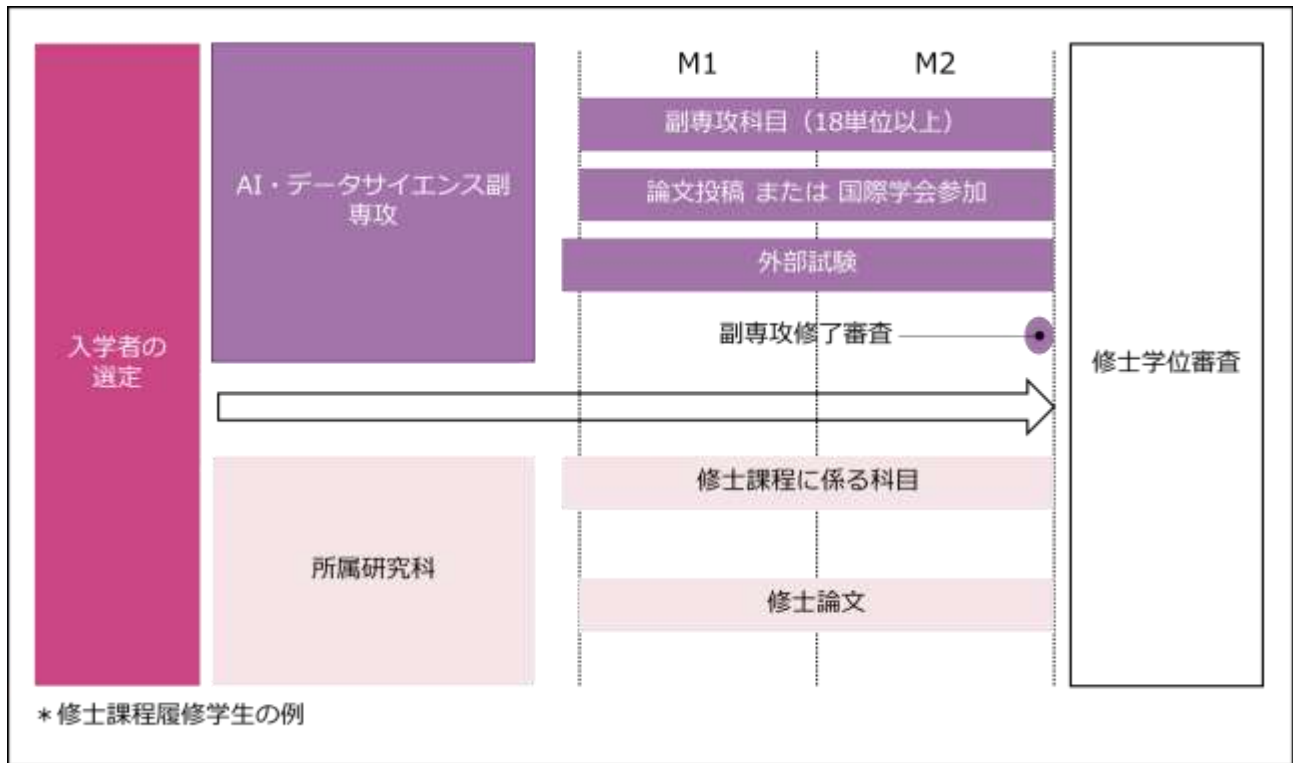 入学者の
選定
AI・データサイエンス副
専攻
M1
M2
副専攻科目（18単位以上）
論文投稿 または 国際学会参加
外部試験
副専攻修了審査
所属研究科
修士課程に係る科目
修士論文
修士学位審査
＊修士課程履修学生の例